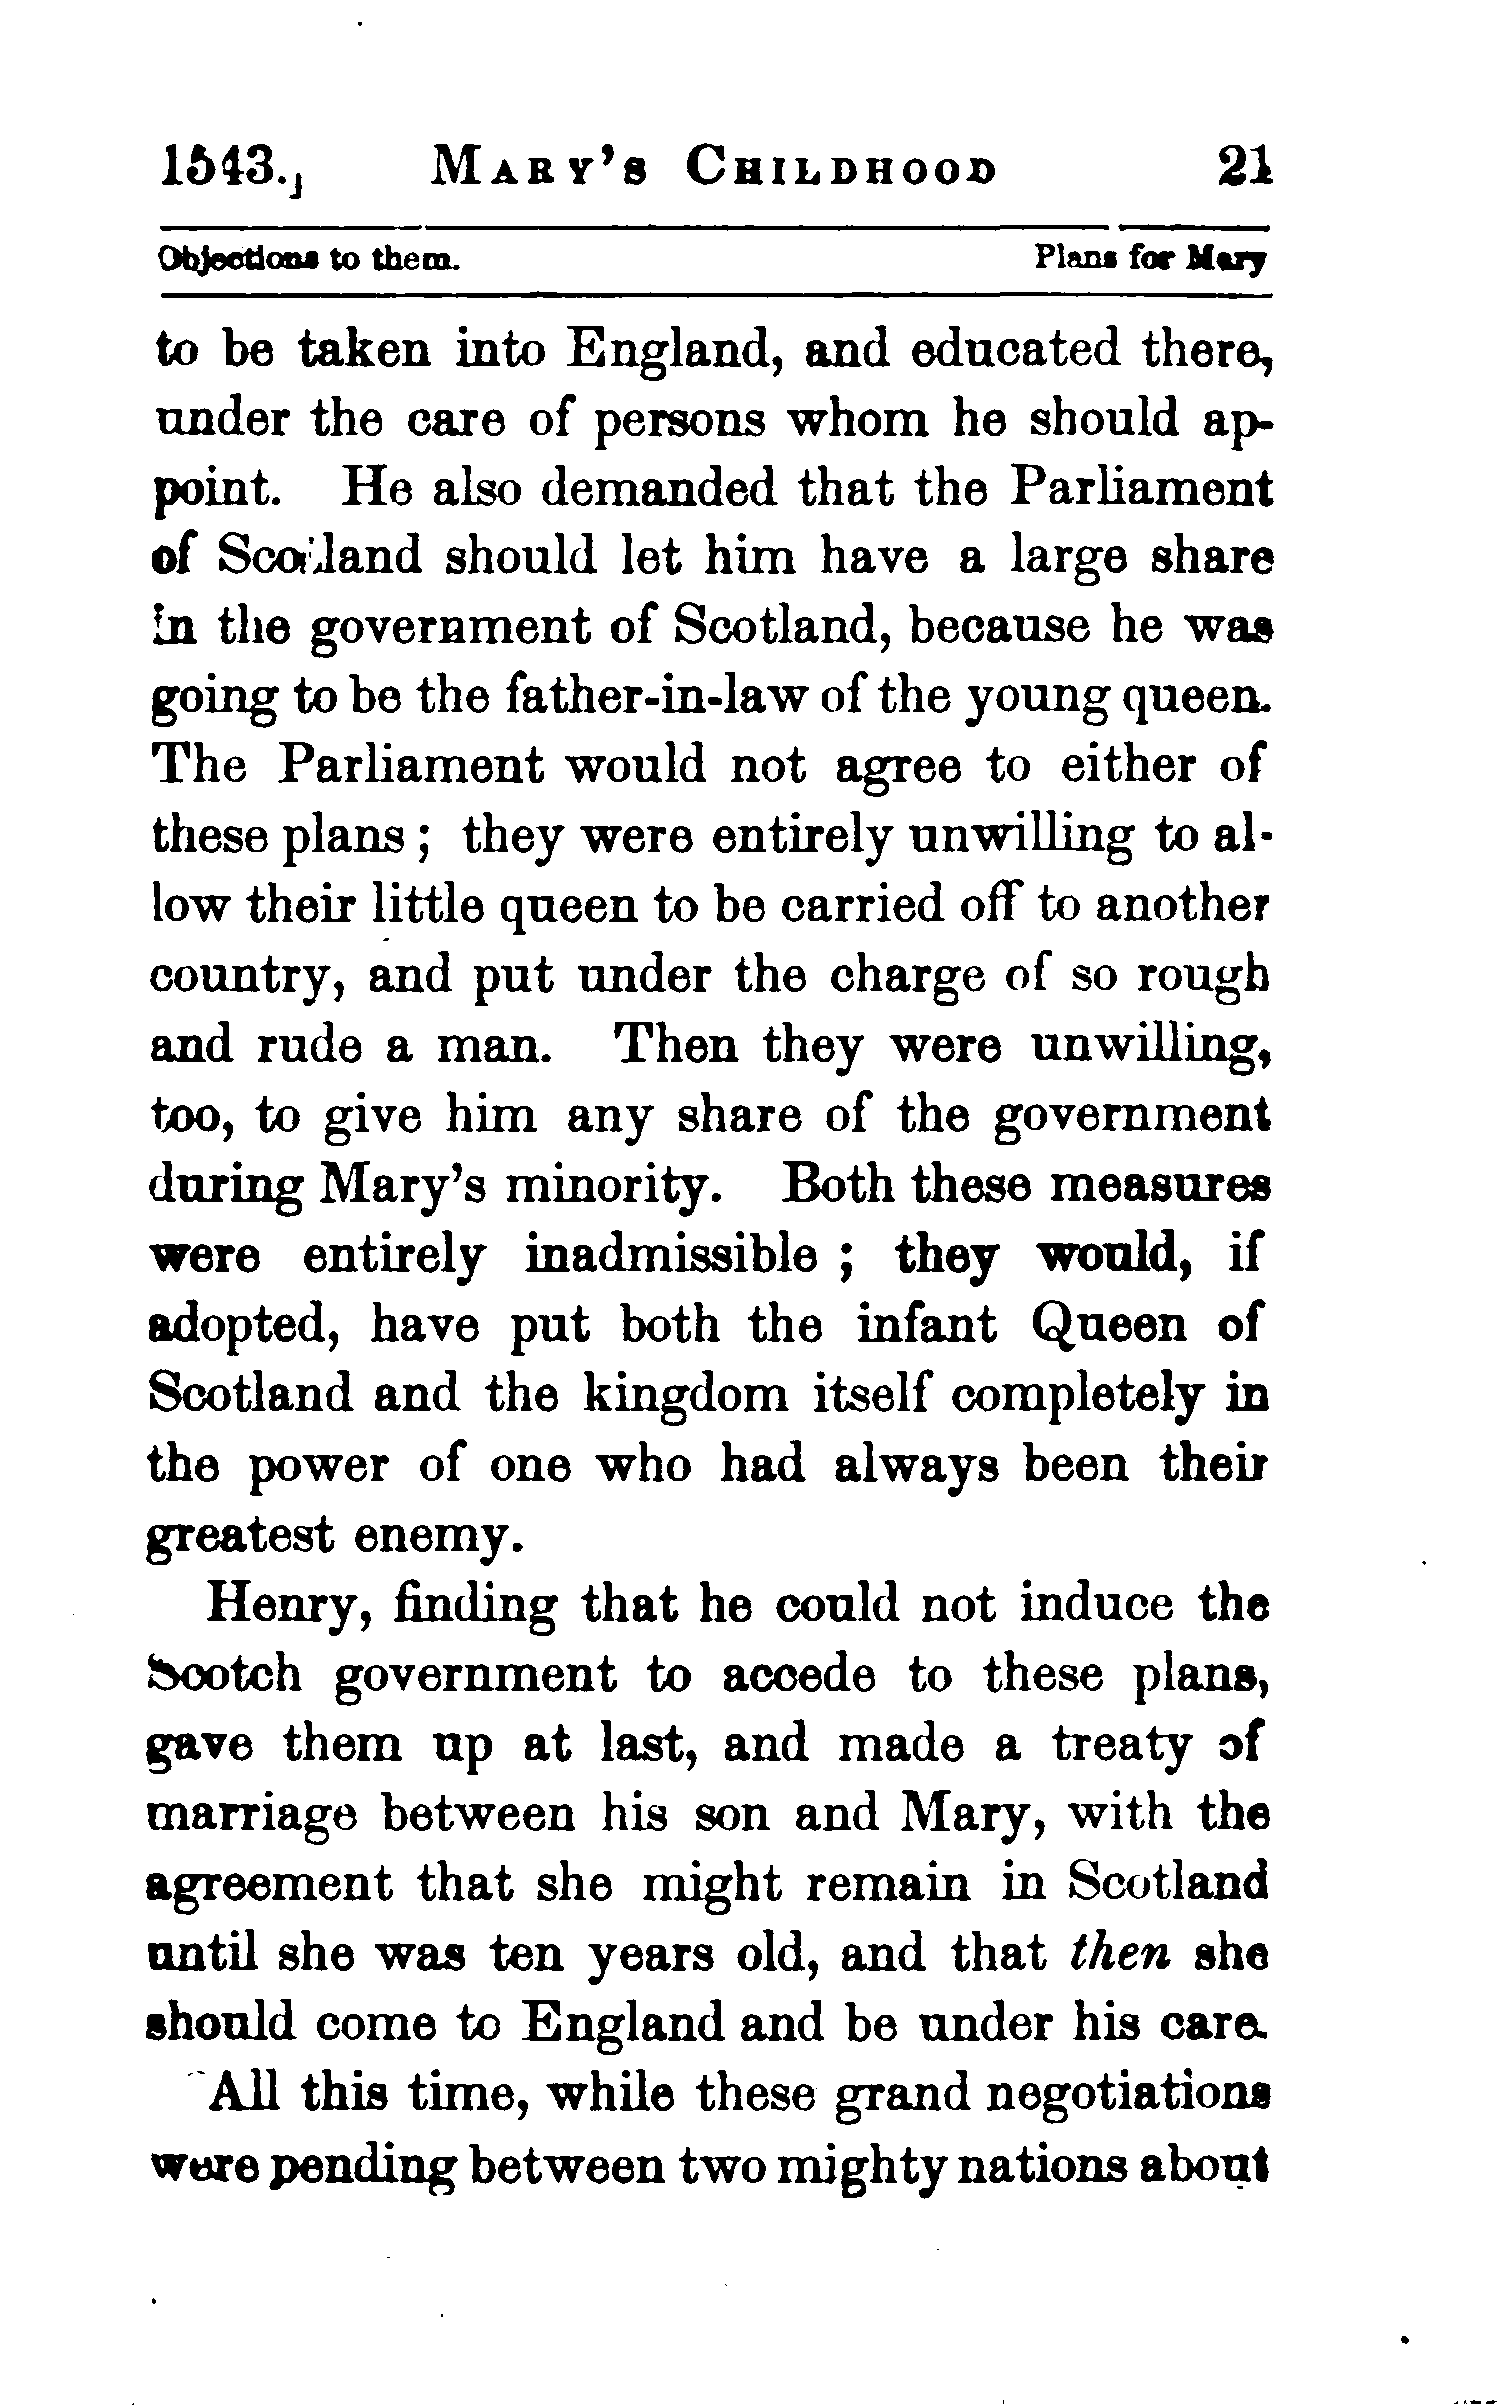 1543.] MARY'S CHILDHOOD 21
Objections to them. Plans for Mary
to be taken into England, and educated there,
under the care of persons whom he should ap-
point. He also demanded that the Parliament
of Scotland should let him have a large share
in the government of Scotland, because he was
going to be the father-in-law of the young queen.
The Parliament would not agree to either of
these plans ; they were entirely unwilling to al-
low their little queen to be carried off to another
country, and put under the charge of so rough
and rude a man. Then they were unwilling,
too, to give him any share of the government
during Mary's minority. Both these measures
were entirely inadmissible ; they would, if
adopted, have put both the infant Queen of
Scotland and the kingdom itself completely in
the power of one who had always been their
greatest enemy.
Henry, finding that he could not induce the
Scotch government to accede to these plans,
gave them up at last, and made a treaty of
marriage between his son and Mary, with the
agreement that she might remain in Scotland
until she was ten years old, and that then she
should come to England and be under his care.
All this time, while these grand negotiations
were pending between two mighty nations about